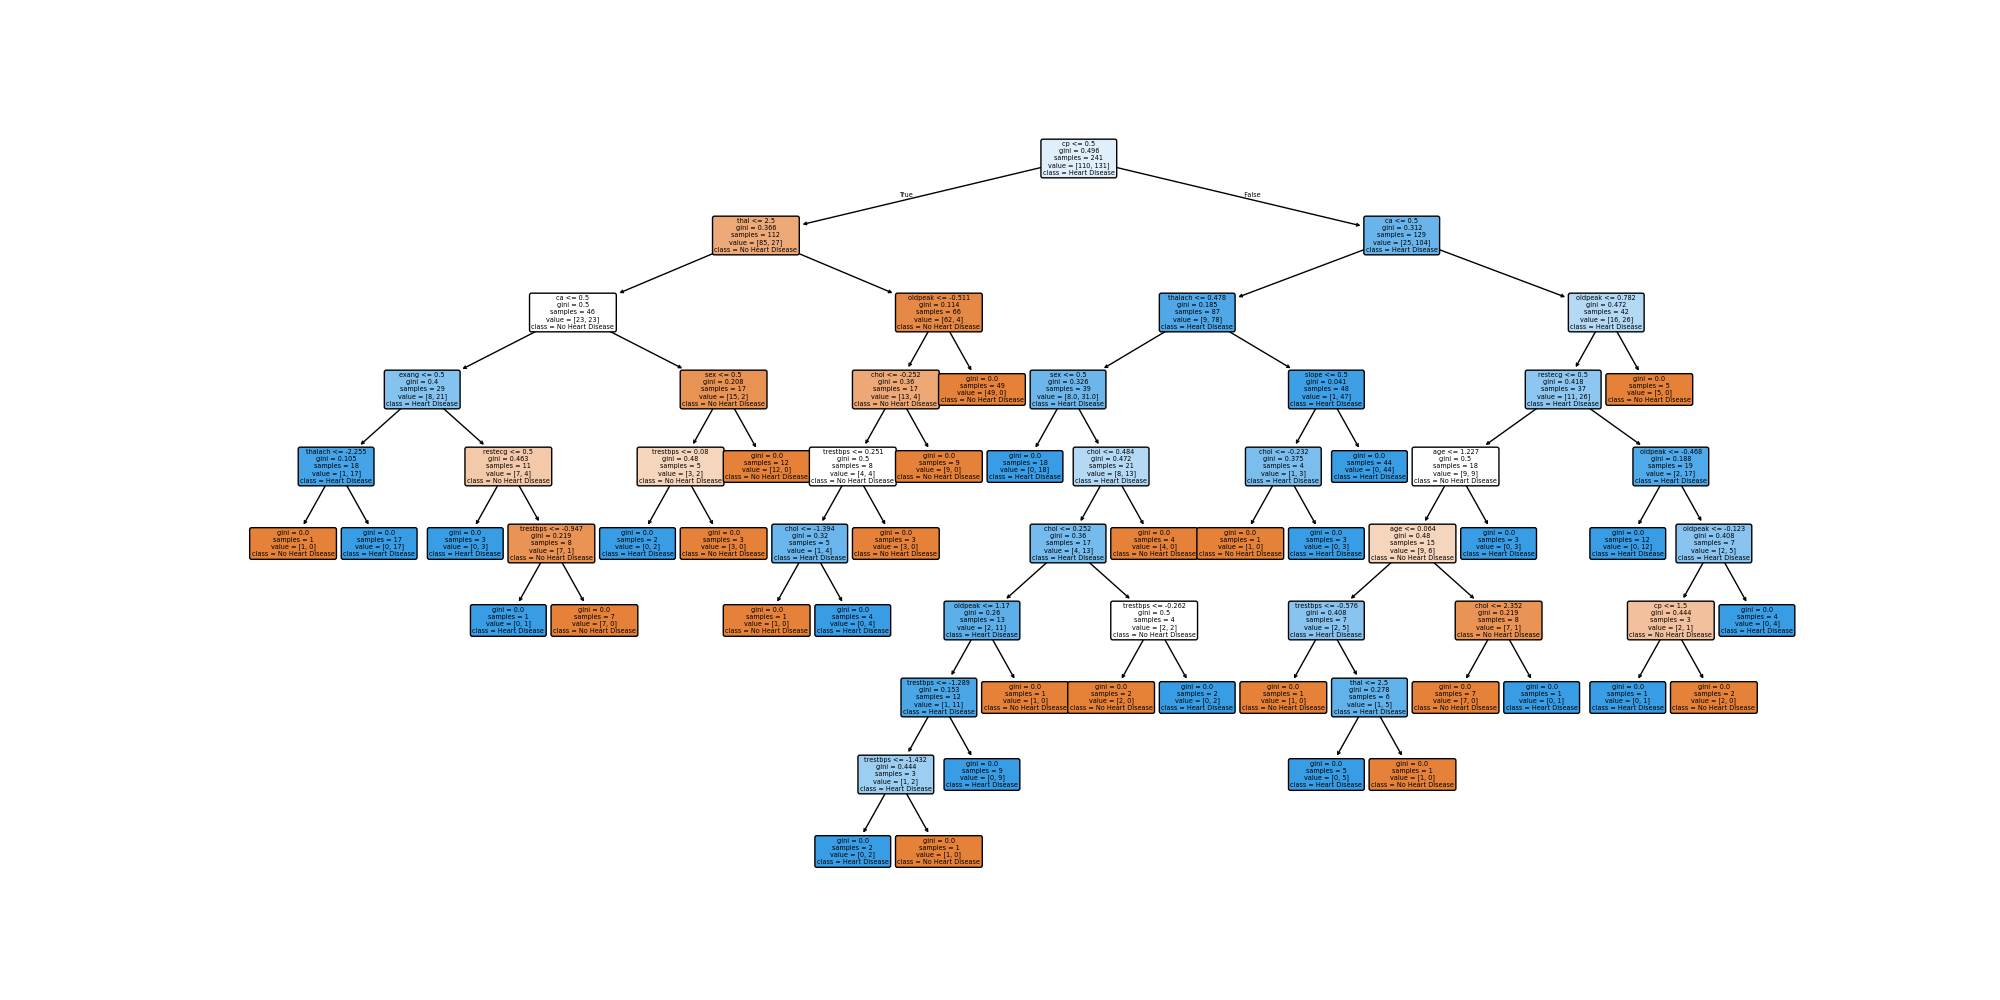 cp <= 0.5
gini = 0.496
samples = 241
value = [110, 131]
class = Heart Disease
True
False
thal <= 2.5
gini = 0.366
samples = 112
value = [85, 27]
class = No Heart Disease
ca <= 0.5
gini = 0.312
samples = 129
value = [25, 104]
class = Heart Disease
ca <= 0.5
gini = 0.5
samples = 46
value = [23, 23]
class = No Heart Disease
oldpeak <= -0.511
gini = 0.114
samples = 66
value = [62, 4]
class = No Heart Disease
thalach <= 0.478
gini = 0.185
samples = 87
value = [9, 78]
class = Heart Disease
oldpeak <= 0.782
gini = 0.472
samples = 42
value = [16, 26]
class = Heart Disease
exang <= 0.5
gini = 0.4
samples = 29
value = [8, 21]
class = Heart Disease
sex <= 0.5
gini = 0.208
samples = 17
value = [15, 2]
class = No Heart Disease
chol <= -0.252
gini = 0.36
samples = 17
value = [13, 4]
class = No Heart Disease
gini = 0.0
samples = 49
value = [49, 0]
class = No Heart Disease
sex <= 0.5
gini = 0.326
samples = 39
value = [8.0, 31.0]
class = Heart Disease
slope <= 0.5
gini = 0.041
samples = 48
value = [1, 47]
class = Heart Disease
restecg <= 0.5
gini = 0.418
samples = 37
value = [11, 26]
class = Heart Disease
gini = 0.0
samples = 5
value = [5, 0]
class = No Heart Disease
thalach <= -2.255
gini = 0.105
samples = 18
value = [1, 17]
class = Heart Disease
restecg <= 0.5
gini = 0.463
samples = 11
value = [7, 4]
class = No Heart Disease
trestbps <= 0.08
gini = 0.48
samples = 5
value = [3, 2]
class = No Heart Disease
gini = 0.0
samples = 12
value = [12, 0]
class = No Heart Disease
trestbps <= 0.251
gini = 0.5
samples = 8
value = [4, 4]
class = No Heart Disease
gini = 0.0
samples = 9
value = [9, 0]
class = No Heart Disease
gini = 0.0
samples = 18
value = [0, 18]
class = Heart Disease
chol <= 0.484
gini = 0.472
samples = 21
value = [8, 13]
class = Heart Disease
chol <= -0.232
gini = 0.375
samples = 4
value = [1, 3]
class = Heart Disease
gini = 0.0
samples = 44
value = [0, 44]
class = Heart Disease
age <= 1.227
gini = 0.5
samples = 18
value = [9, 9]
class = No Heart Disease
oldpeak <= -0.468
gini = 0.188
samples = 19
value = [2, 17]
class = Heart Disease
gini = 0.0
samples = 1
value = [1, 0]
class = No Heart Disease
gini = 0.0
samples = 17
value = [0, 17]
class = Heart Disease
gini = 0.0
samples = 3
value = [0, 3]
class = Heart Disease
trestbps <= -0.947
gini = 0.219
samples = 8
value = [7, 1]
class = No Heart Disease
gini = 0.0
samples = 2
value = [0, 2]
class = Heart Disease
gini = 0.0
samples = 3
value = [3, 0]
class = No Heart Disease
chol <= -1.394
gini = 0.32
samples = 5
value = [1, 4]
class = Heart Disease
gini = 0.0
samples = 3
value = [3, 0]
class = No Heart Disease
chol <= 0.252
gini = 0.36
samples = 17
value = [4, 13]
class = Heart Disease
gini = 0.0
samples = 4
value = [4, 0]
class = No Heart Disease
gini = 0.0
samples = 1
value = [1, 0]
class = No Heart Disease
gini = 0.0
samples = 3
value = [0, 3]
class = Heart Disease
age <= 0.064
gini = 0.48
samples = 15
value = [9, 6]
class = No Heart Disease
gini = 0.0
samples = 3
value = [0, 3]
class = Heart Disease
gini = 0.0
samples = 12
value = [0, 12]
class = Heart Disease
oldpeak <= -0.123
gini = 0.408
samples = 7
value = [2, 5]
class = Heart Disease
gini = 0.0
samples = 1
value = [0, 1]
class = Heart Disease
gini = 0.0
samples = 7
value = [7, 0]
class = No Heart Disease
gini = 0.0
samples = 1
value = [1, 0]
class = No Heart Disease
gini = 0.0
samples = 4
value = [0, 4]
class = Heart Disease
oldpeak <= 1.17
gini = 0.26
samples = 13
value = [2, 11]
class = Heart Disease
trestbps <= -0.262
gini = 0.5
samples = 4
value = [2, 2]
class = No Heart Disease
trestbps <= -0.576
gini = 0.408
samples = 7
value = [2, 5]
class = Heart Disease
chol <= 2.352
gini = 0.219
samples = 8
value = [7, 1]
class = No Heart Disease
cp <= 1.5
gini = 0.444
samples = 3
value = [2, 1]
class = No Heart Disease
gini = 0.0
samples = 4
value = [0, 4]
class = Heart Disease
trestbps <= -1.289
gini = 0.153
samples = 12
value = [1, 11]
class = Heart Disease
gini = 0.0
samples = 1
value = [1, 0]
class = No Heart Disease
gini = 0.0
samples = 2
value = [2, 0]
class = No Heart Disease
gini = 0.0
samples = 2
value = [0, 2]
class = Heart Disease
gini = 0.0
samples = 1
value = [1, 0]
class = No Heart Disease
thal <= 2.5
gini = 0.278
samples = 6
value = [1, 5]
class = Heart Disease
gini = 0.0
samples = 7
value = [7, 0]
class = No Heart Disease
gini = 0.0
samples = 1
value = [0, 1]
class = Heart Disease
gini = 0.0
samples = 1
value = [0, 1]
class = Heart Disease
gini = 0.0
samples = 2
value = [2, 0]
class = No Heart Disease
trestbps <= -1.432
gini = 0.444
samples = 3
value = [1, 2]
class = Heart Disease
gini = 0.0
samples = 9
value = [0, 9]
class = Heart Disease
gini = 0.0
samples = 5
value = [0, 5]
class = Heart Disease
gini = 0.0
samples = 1
value = [1, 0]
class = No Heart Disease
gini = 0.0
samples = 2
value = [0, 2]
class = Heart Disease
gini = 0.0
samples = 1
value = [1, 0]
class = No Heart Disease